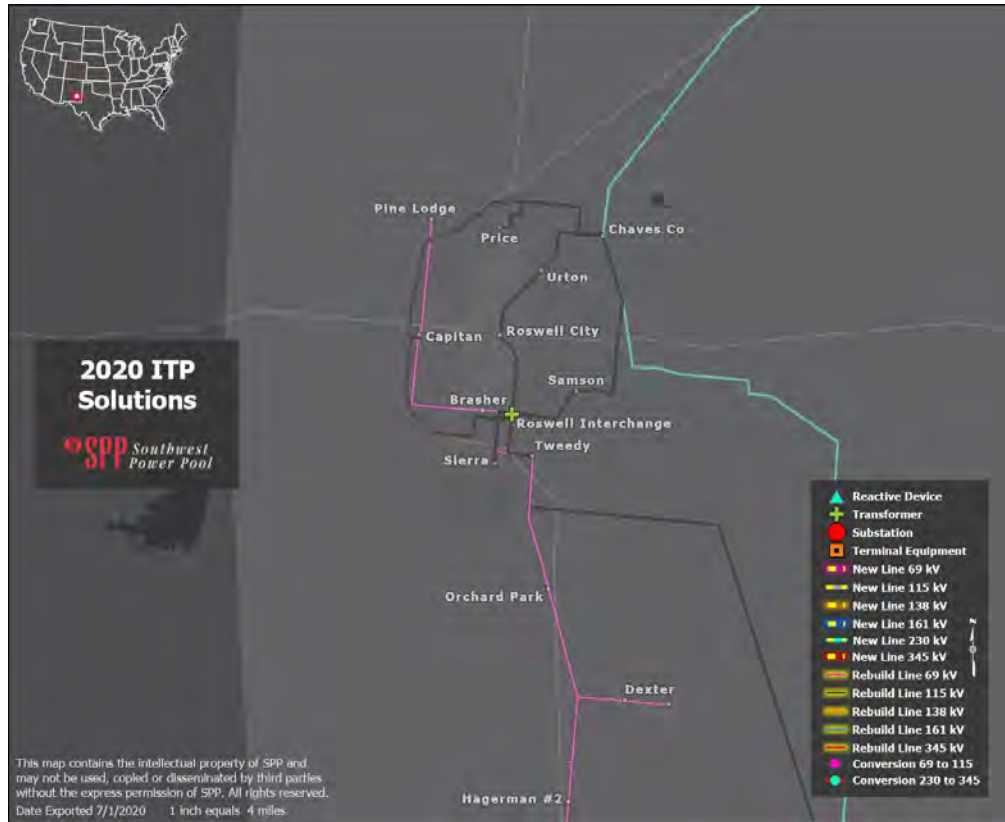 Pine Lodge
Price
Chaves Co
Urton
Capitan
Roswell City
2020 ITP
Solutions
SPP Southwest
Power Pool
Samson
Brasher
Roswell Interchange
Tweedy
Sierra
Orchard Park
Dexter
Hagerman #2
Reactive Device
Transformer
Substation
Terminal Equipment
New Line 69 kV
New Line 115 kV
New Line 138 kV
New Line 161 kV
New Line 230 kV
New Line 345 kV
Rebuild Line 69 kV
Rebuild Line 115 kV
Rebuild Line 138 kV
Rebuild Line 161 kV
Rebuild Line 345 kV
Conversion 69 to 115
Conversion 230 to 345
N
This map contains the intellectual property of SPP and
may not be used, copied or disseminated by third parties
without the express permission of SPP. All rights reserved.
Date Exported 7/1/2020 1 inch equals 4 miles